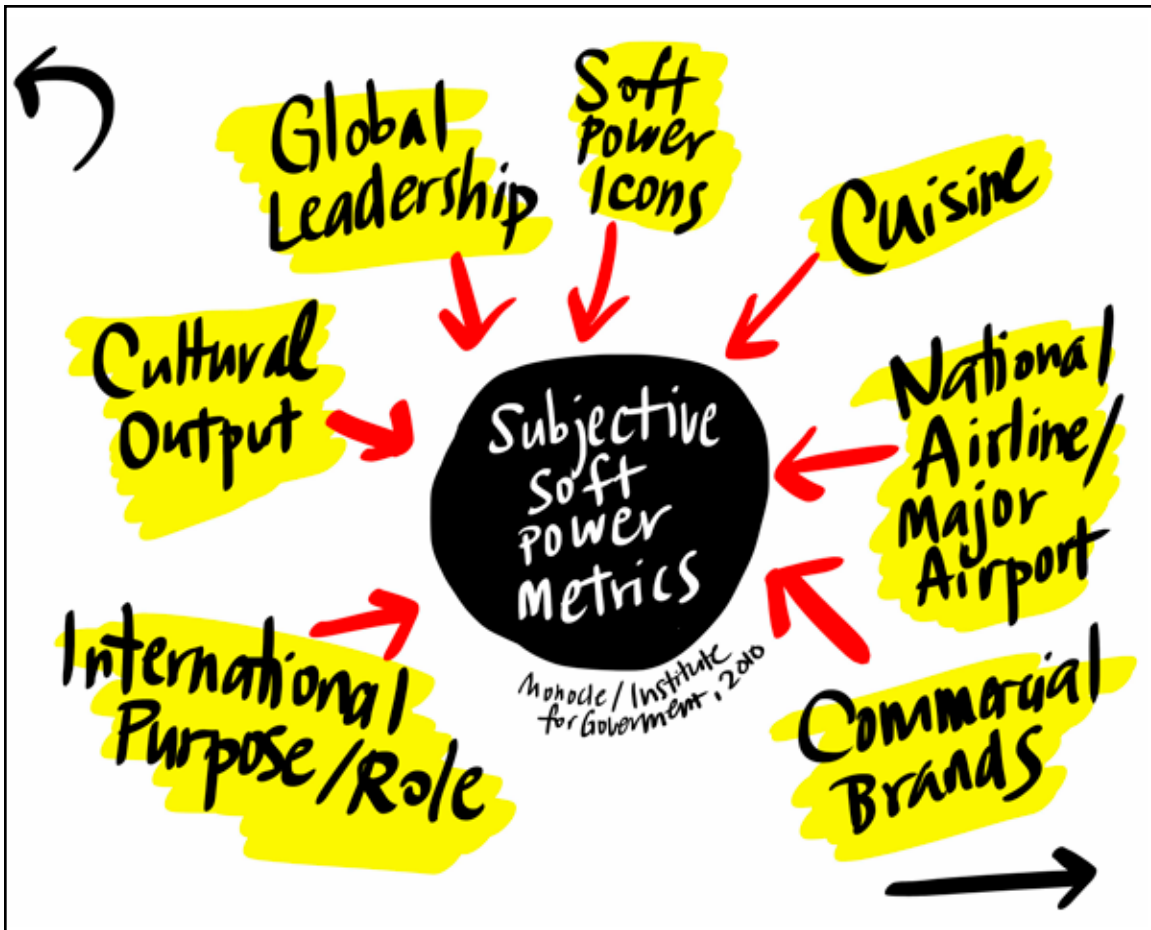 Global
Leadership
Soft
Power
Icons
Cuisine
Cultural
Output
Subjective
Soft
Power
Metrics
National
Airline/
Major
Airport
International
Purpose/Role
Monocle/Institute
for Goverment, 2010
Commercial
Brands